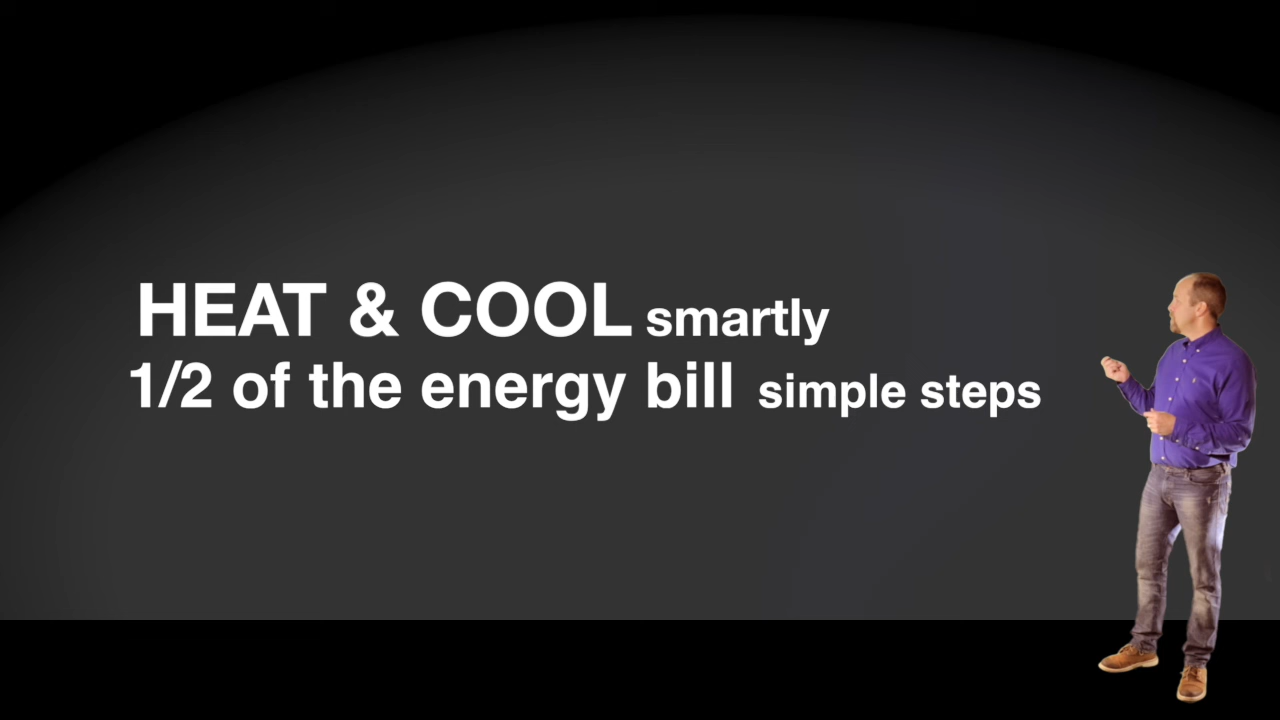 HEAT & COOL smartly
1/2 of the energy bill simple steps